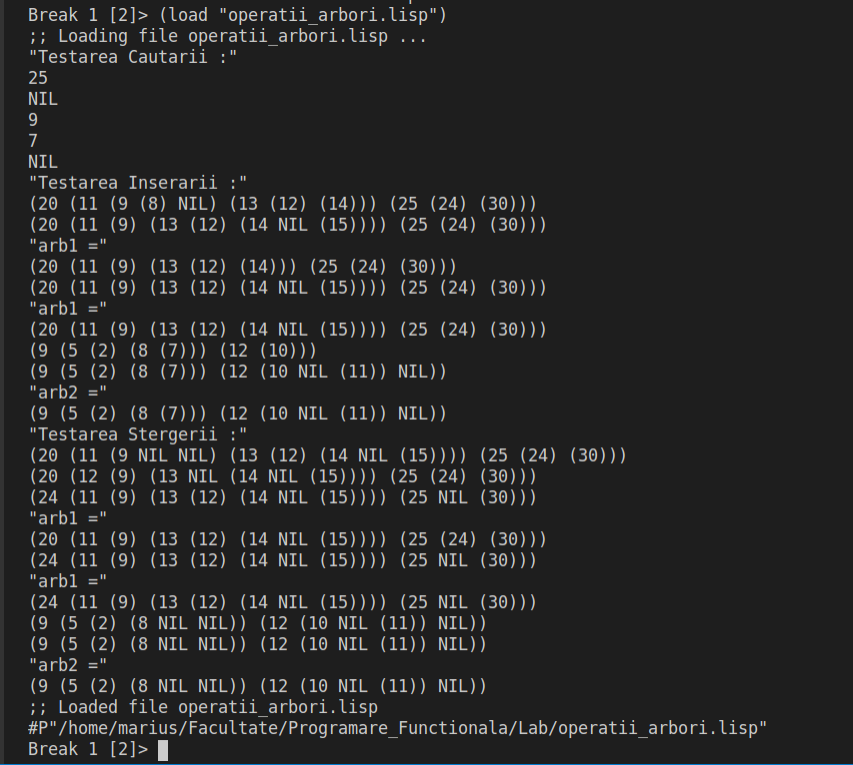 Break 1 [2]> (load "operatii_arbori.lisp")
;; Loading file operatii_arbori.lisp ...
"Testarea Cautarii :"
25
NIL
9
7
NIL
"Testarea Inserarii :"
(20 (11 (9 (8) NIL) (13 (12) (14))) (25 (24) (30)))
(20 (11 (9) (13 (12) (14 NIL (15)))) (25 (24) (30)))
"arb1 ="
(20 (11 (9) (13 (12) (14))) (25 (24) (30)))
(20 (11 (9) (13 (12) (14 NIL (15)))) (25 (24) (30)))
"arb1 ="
(20 (11 (9) (13 (12) (14 NIL (15)))) (25 (24) (30)))
(9 (5 (2) (8 (7))) (12 (10)))
(9 (5 (2) (8 (7))) (12 (10 NIL (11)) NIL))
"arb2 ="
(9 (5 (2) (8 (7))) (12 (10 NIL (11)) NIL))
"Testarea Stergerii :"
(20 (11 (9 NIL NIL) (13 (12) (14 NIL (15)))) (25 (24) (30)))
(20 (12 (9) (13 NIL (14 NIL (15)))) (25 (24) (30)))
(24 (11 (9) (13 (12) (14 NIL (15)))) (25 NIL (30)))
"arb1 ="
(20 (11 (9) (13 (12) (14 NIL (15)))) (25 (24) (30)))
(24 (11 (9) (13 (12) (14 NIL (15)))) (25 NIL (30)))
"arb1 ="
(24 (11 (9) (13 (12) (14 NIL (15)))) (25 NIL (30)))
(9 (5 (2) (8 NIL NIL)) (12 (10 NIL (11)) NIL))
(9 (5 (2) (8 NIL NIL)) (12 (10 NIL (11)) NIL))
"arb2 ="
(9 (5 (2) (8 NIL NIL)) (12 (10 NIL (11)) NIL))
;; Loaded file operatii_arbori.lisp
#P"/home/marius/Facultate/Programare_Functionala/Lab/operatii_arbori.lisp"
Break 1 [2]>